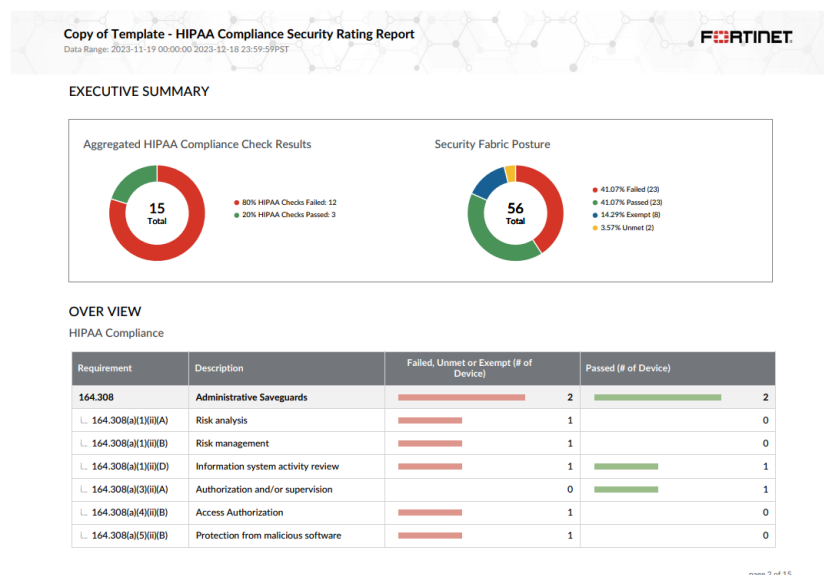 Copy of Template - HIPAA Compliance Security Rating Report
Data Range: 2023-11-19 00:00:00 2023-12-18 23:59:59PST
FORTINET
EXECUTIVE SUMMARY
Aggregated HIPAA Compliance Check Results
15
Total
80% HIPAA Checks Failed: 12
20% HIPAA Checks Passed: 3
Security Fabric Posture
56
Total
41.07% Failed (23)
41.07% Passed (23)
14.29% Exempt (8)
3.57% Unmet (2)
OVER VIEW
HIPAA Compliance
Requirement Description Failed, Unmet or Exempt (# of Device) Passed (# of Device)
164.308 Administrative Saveguards 2 2
164.308(a)(1)(ii)(A) Risk analysis 1 0
164.308(a)(1)(ii)(B) Risk management 1 0
164.308(a)(1)(ii)(D) Information system activity review 1 1
164.308(a)(3)(ii)(A) Authorization and/or supervision 0 1
164.308(a)(4)(ii)(B) Access Authorization 1 0
164.308(a)(5)(ii)(B) Protection from malicious software 1 0
page 2 of 15